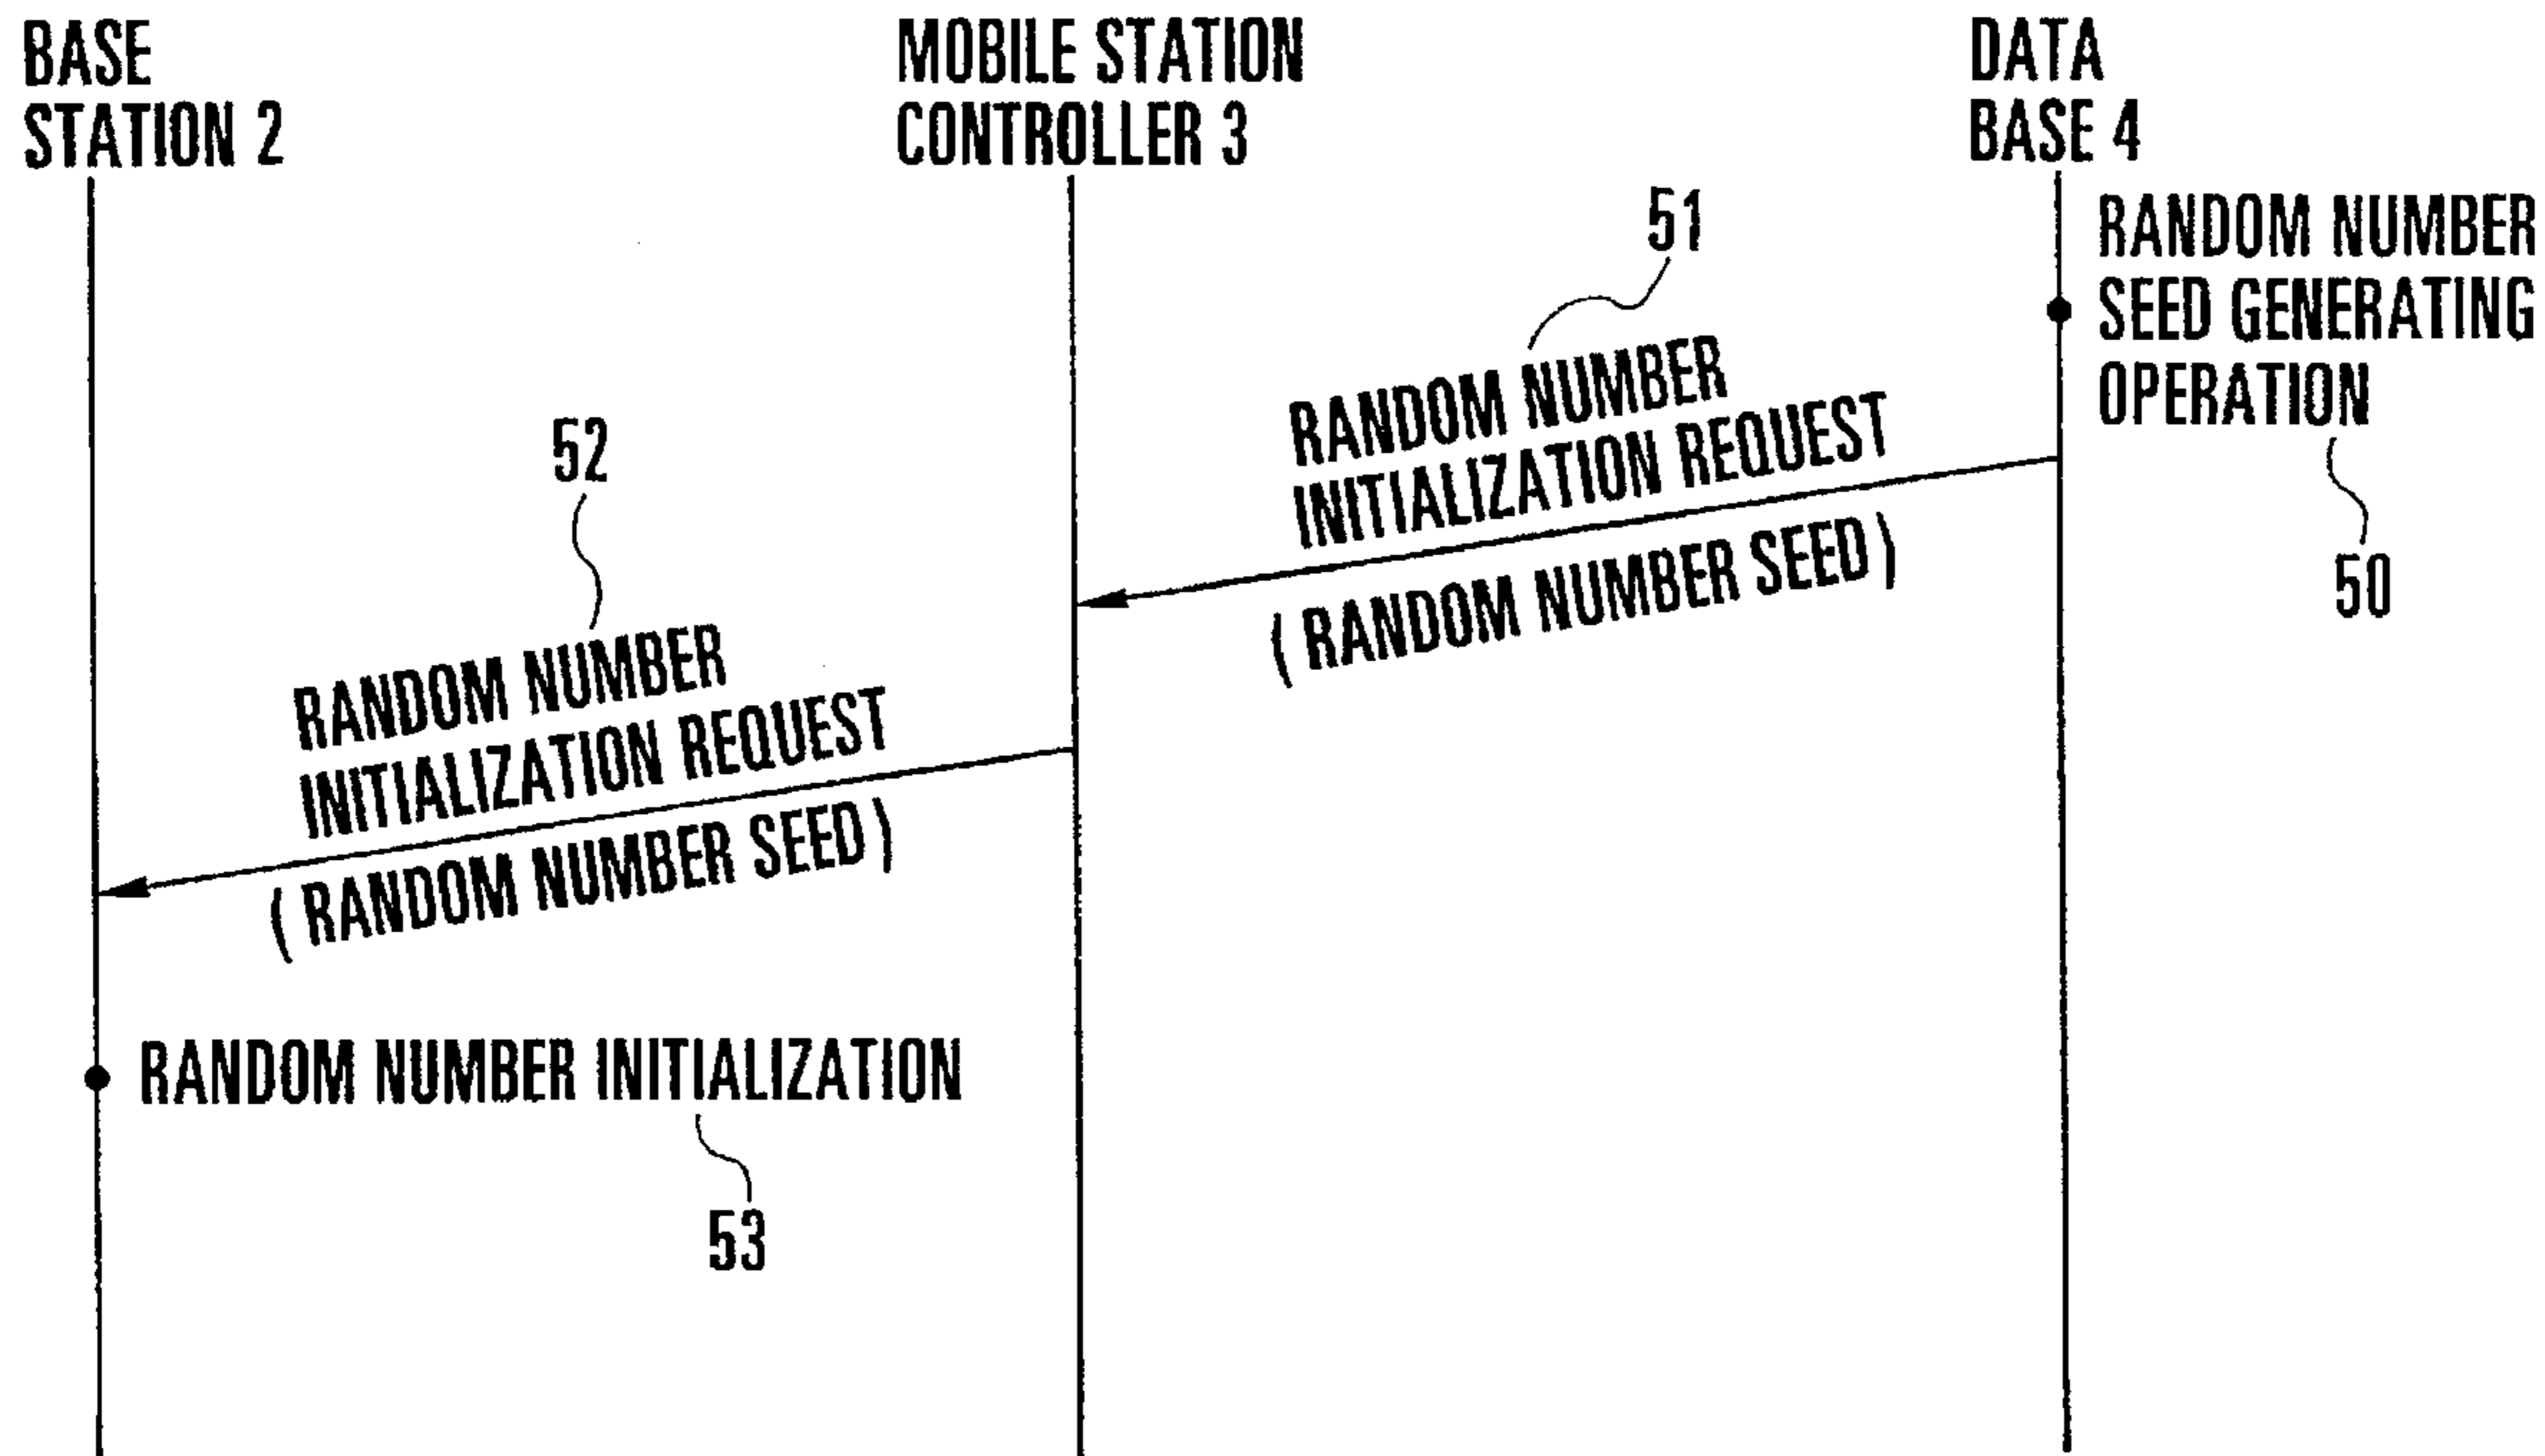 BASE
STATION 2
MOBILE STATION
CONTROLLER 3
DATA
BASE 4
RANDOM NUMBER
SEED GENERATING
OPERATION
50
51
RANDOM NUMBER
INITIALIZATION REQUEST
( RANDOM NUMBER SEED )
52
RANDOM NUMBER
INITIALIZATION REQUEST
( RANDOM NUMBER SEED )
RANDOM NUMBER INITIALIZATION
53